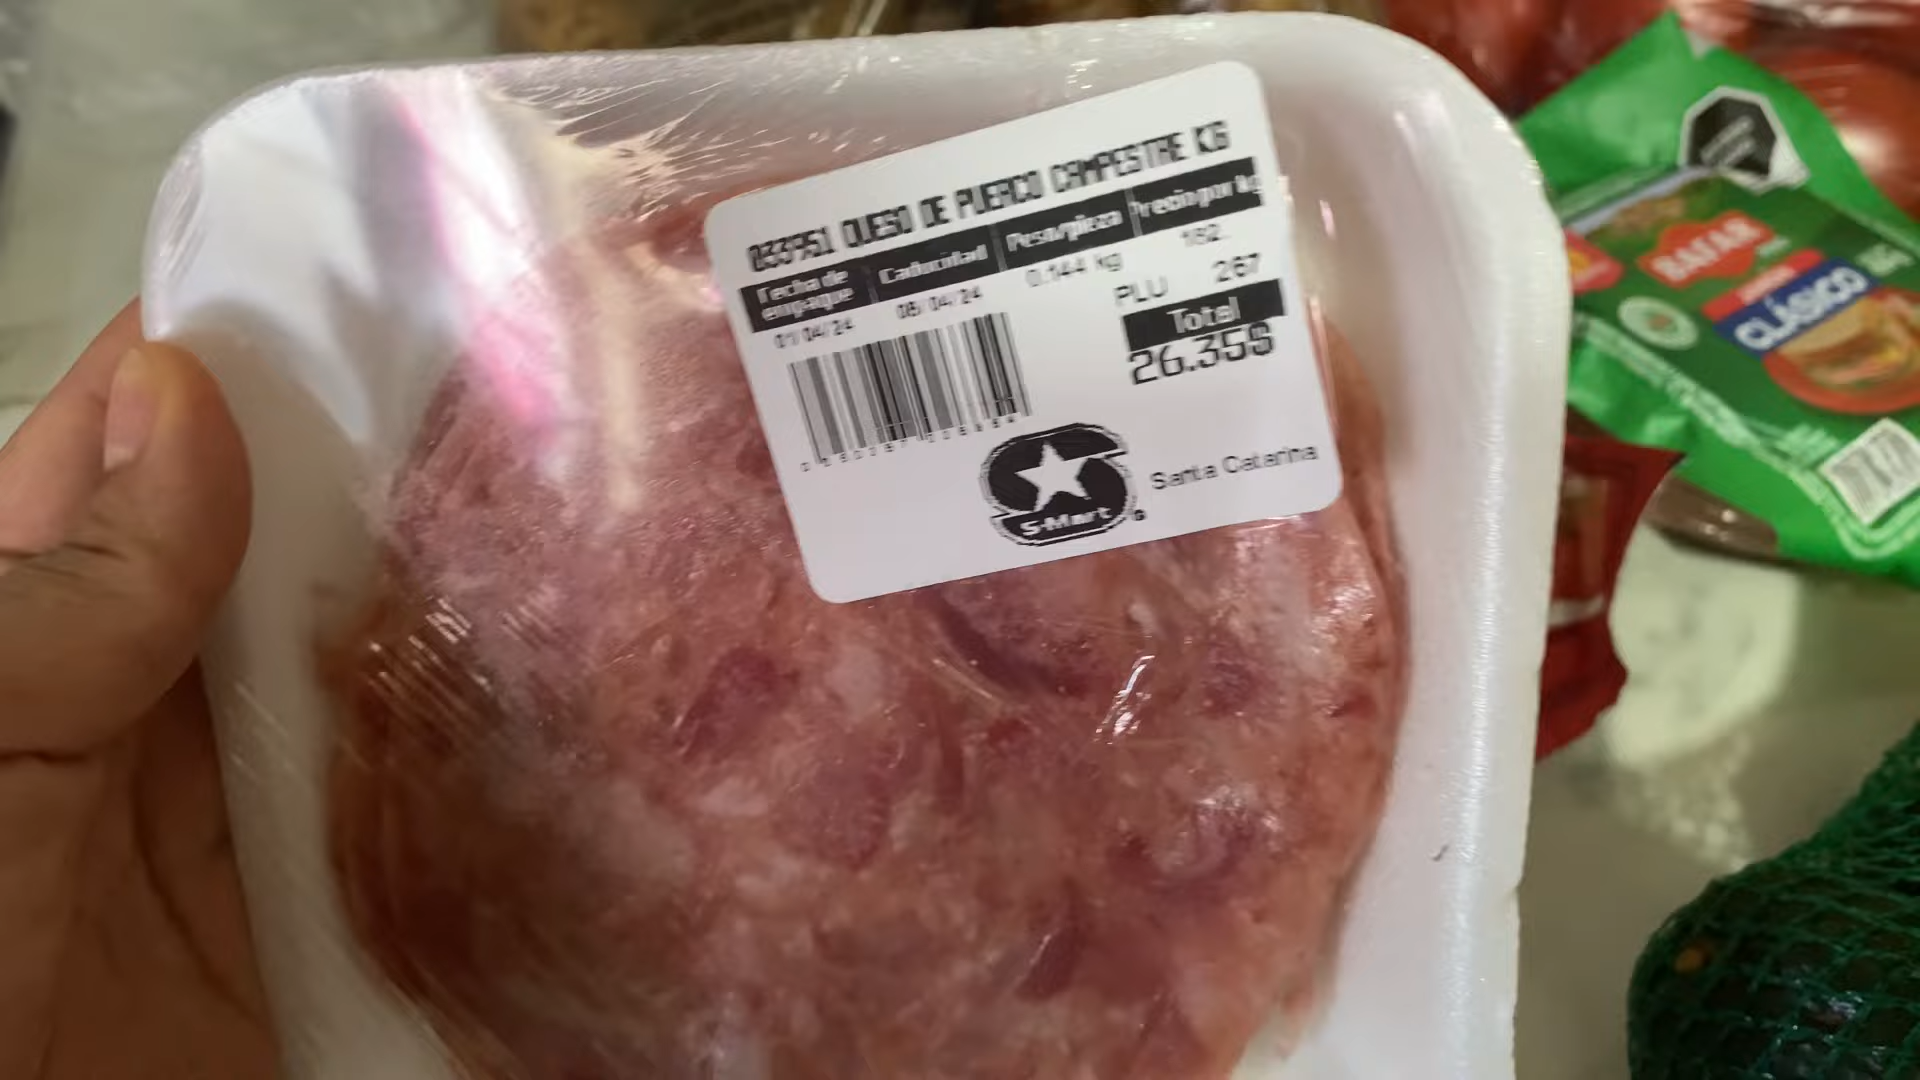 033951 QUESO DE PUERCO CAMPESTRE KG
Fecha de empaque Caducidad Peso/pieza Precio por kg
01/04/24 08/04/24 0.144 kg 182.
PLU 267
Total
26.35$
S-Mart
Santa Catarina
BAFAR
CLÁSICO